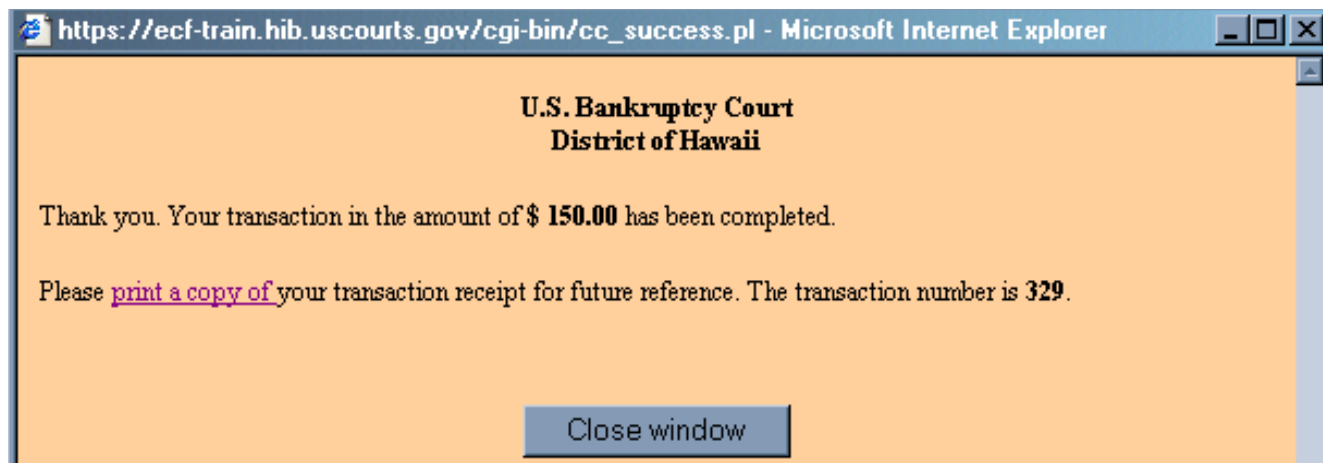 https://ecf-train.hib.uscourts.gov/cgi-bin/cc_success.pl - Microsoft Internet Explorer
U.S. Bankruptcy Court
District of Hawaii
Thank you. Your transaction in the amount of $ 150.00 has been completed.
Please print a copy of your transaction receipt for future reference. The transaction number is 329.
Close window